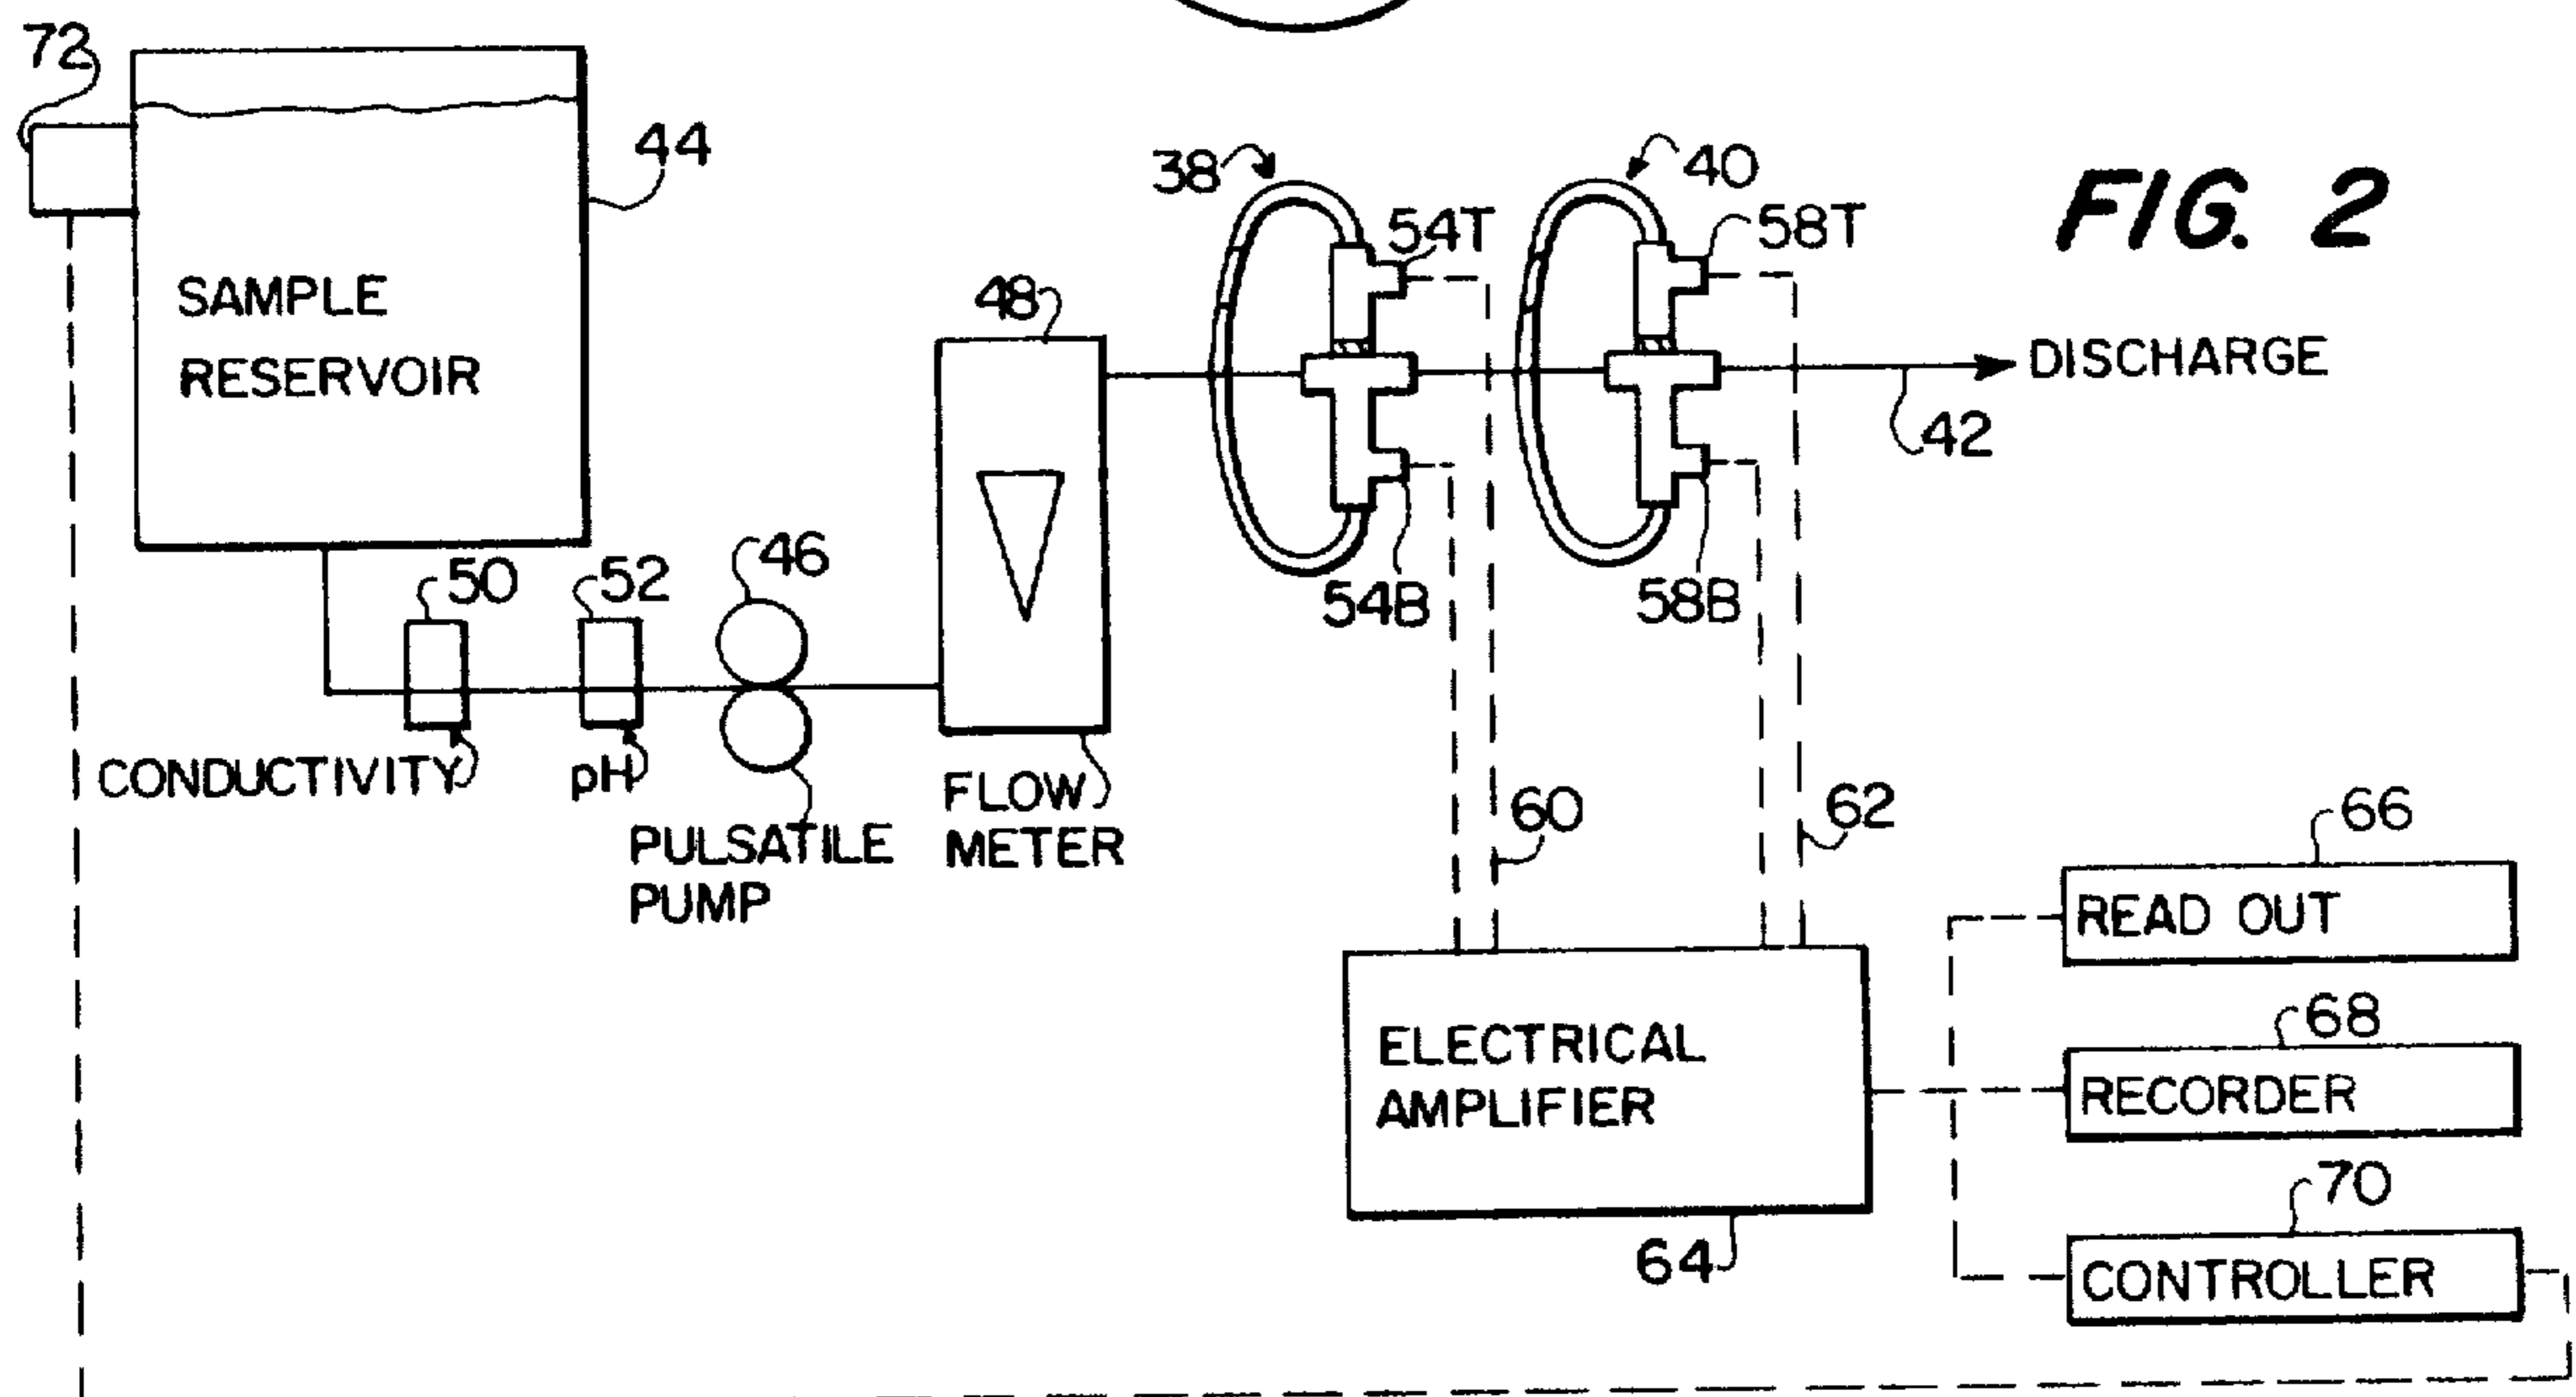 72
44
SAMPLE
RESERVOIR
38
40
FIG. 2
54T
58T
48
DISCHARGE
42
50
52
46
54B
58B
CONDUCTIVITY
pH
PULSATILE
PUMP
FLOW
METER
60
62
66
READ OUT
68
ELECTRICAL
AMPLIFIER
RECORDER
64
70
CONTROLLER